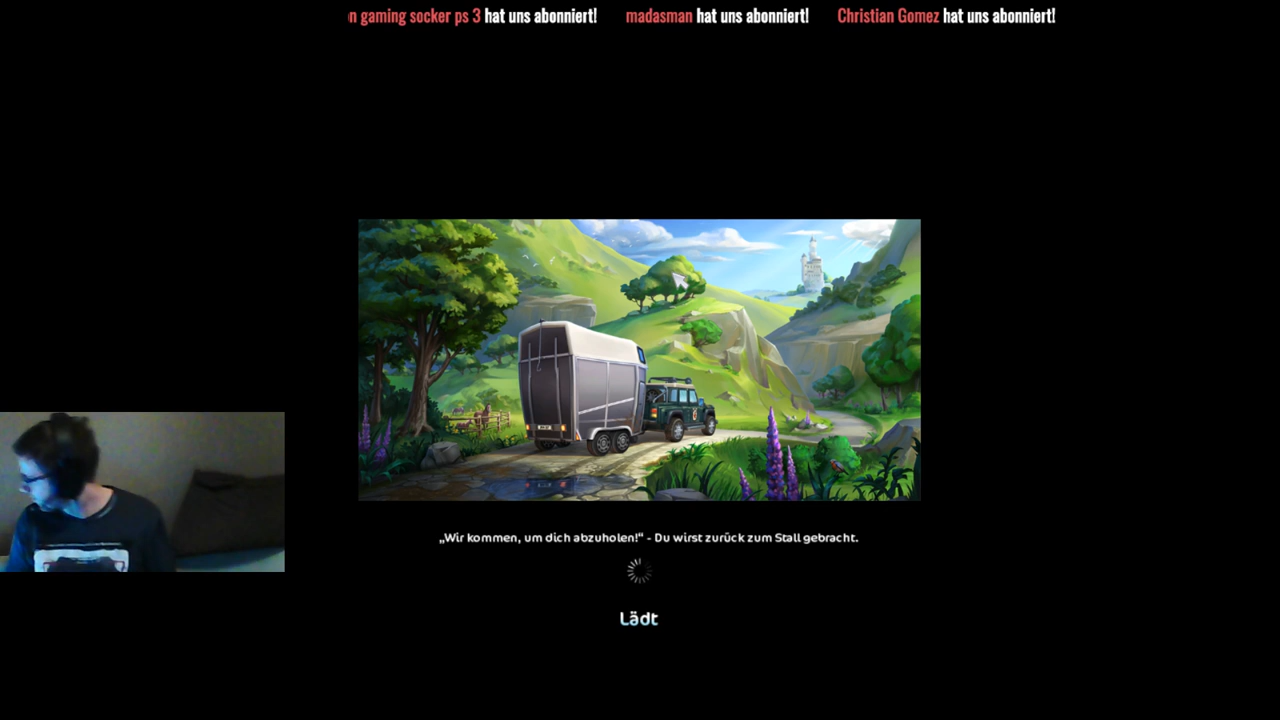 n gaming socker ps 3 hat uns abonniert! madasman hat uns abonniert! Christian Gomez hat uns abonniert!
„Wir kommen, um dich abzuholen!“ - Du wirst zurück zum Stall gebracht.
Lädt